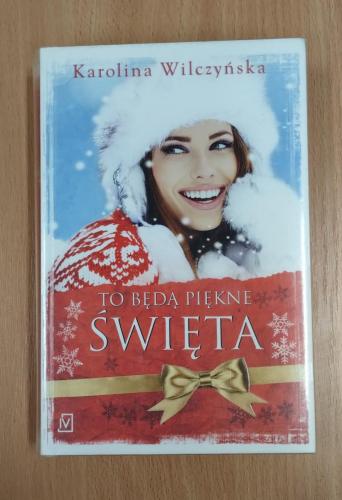 Karolina Wilczyńska
TO BĘDĄ PIĘKNE
ŚWIĘTA